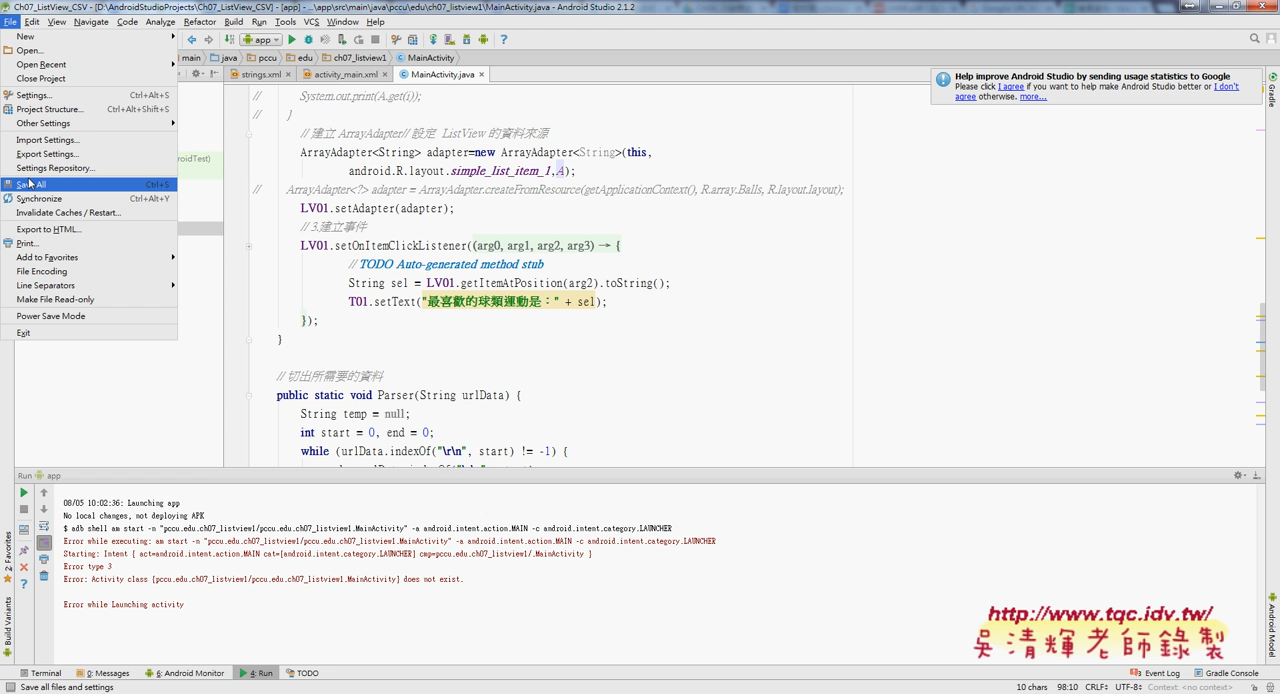 Ch07_ListView_CSV - [D:\AndroidStudioProjects\Ch07_ListView_CSV] - [app] - ...\app\src\main\java\pccu\edu\ch07_listview1\MainActivity.java - Android Studio 2.1.2
File Edit View Navigate Code Analyze Refactor Build Run Tools VCS Window Help
app
main java pccu edu ch07_listview1 MainActivity
strings.xml activity_main.xml MainActivity.java
New
Open...
Open Recent
Close Project
Settings... Ctrl+Alt+S
Project Structure... Ctrl+Alt+Shift+S
Other Settings
Import Settings...
Export Settings...
Settings Repository...
Save All Ctrl+S
Synchronize Ctrl+Alt+Y
Invalidate Caches / Restart...
Export to HTML...
Print...
Add to Favorites
File Encoding
Line Separators
Make File Read-only
Power Save Mode
Exit
roidTest)
Help improve Android Studio by sending usage statistics to Google
Please click I agree if you want to help make Android Studio better or I don't
agree otherwise. more...
// System.out.print(A.get(i));
// }
// 建立 ArrayAdapter// 設定 ListView 的資料來源
ArrayAdapter<String> adapter=new ArrayAdapter<String>(this,
android.R.layout.simple_list_item_1,A);
// ArrayAdapter<?> adapter = ArrayAdapter.createFromResource(getApplicationContext(), R.array.Balls, R.layout.layout);
LV01.setAdapter(adapter);
// 3.建立事件
LV01.setOnItemClickListener((arg0, arg1, arg2, arg3) → {
// TODO Auto-generated method stub
String sel = LV01.getItemAtPosition(arg2).toString();
T01.setText("最喜歡的球類運動是：" + sel);
});
}
// 切出所需要的資料
public static void Parser(String urlData) {
String temp = null;
int start = 0, end = 0;
while (urlData.indexOf("\r\n", start) != -1) {
Gradle
Android Model
2: Favorites
Build Variants
Run app
08/05 10:02:36: Launching app
No local changes, not deploying APK
$ adb shell am start -n "pccu.edu.ch07_listview1/pccu.edu.ch07_listview1.MainActivity" -a android.intent.action.MAIN -c android.intent.category.LAUNCHER
Error while executing: am start -n "pccu.edu.ch07_listview1/pccu.edu.ch07_listview1.MainActivity" -a android.intent.action.MAIN -c android.intent.category.LAUNCHER
Starting: Intent { act=android.intent.action.MAIN cat=[android.intent.category.LAUNCHER] cmp=pccu.edu.ch07_listview1/.MainActivity }
Error type 3
Error: Activity class {pccu.edu.ch07_listview1/pccu.edu.ch07_listview1.MainActivity} does not exist.
Error while Launching activity
http://www.tqc.idv.tw/
吳清輝老師錄製
Terminal 0: Messages 6: Android Monitor 4: Run TODO Event Log Gradle Console
Save all files and settings 10 chars 98:10 CRLF UTF-8 Context: <no context>